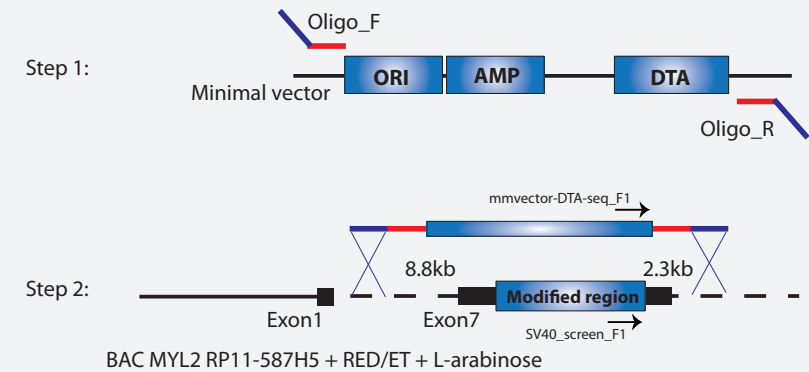 Oligo_F
Step 1:
ORI AMP DTA
Minimal vector
Oligo_R
mmvector-DTA-seq_F1
8.8kb 2.3kb
Step 2:
Modified region
Exon1 Exon7
SV40_screen_F1
BAC MYL2 RP11-587H5 + RED/ET + L-arabinose